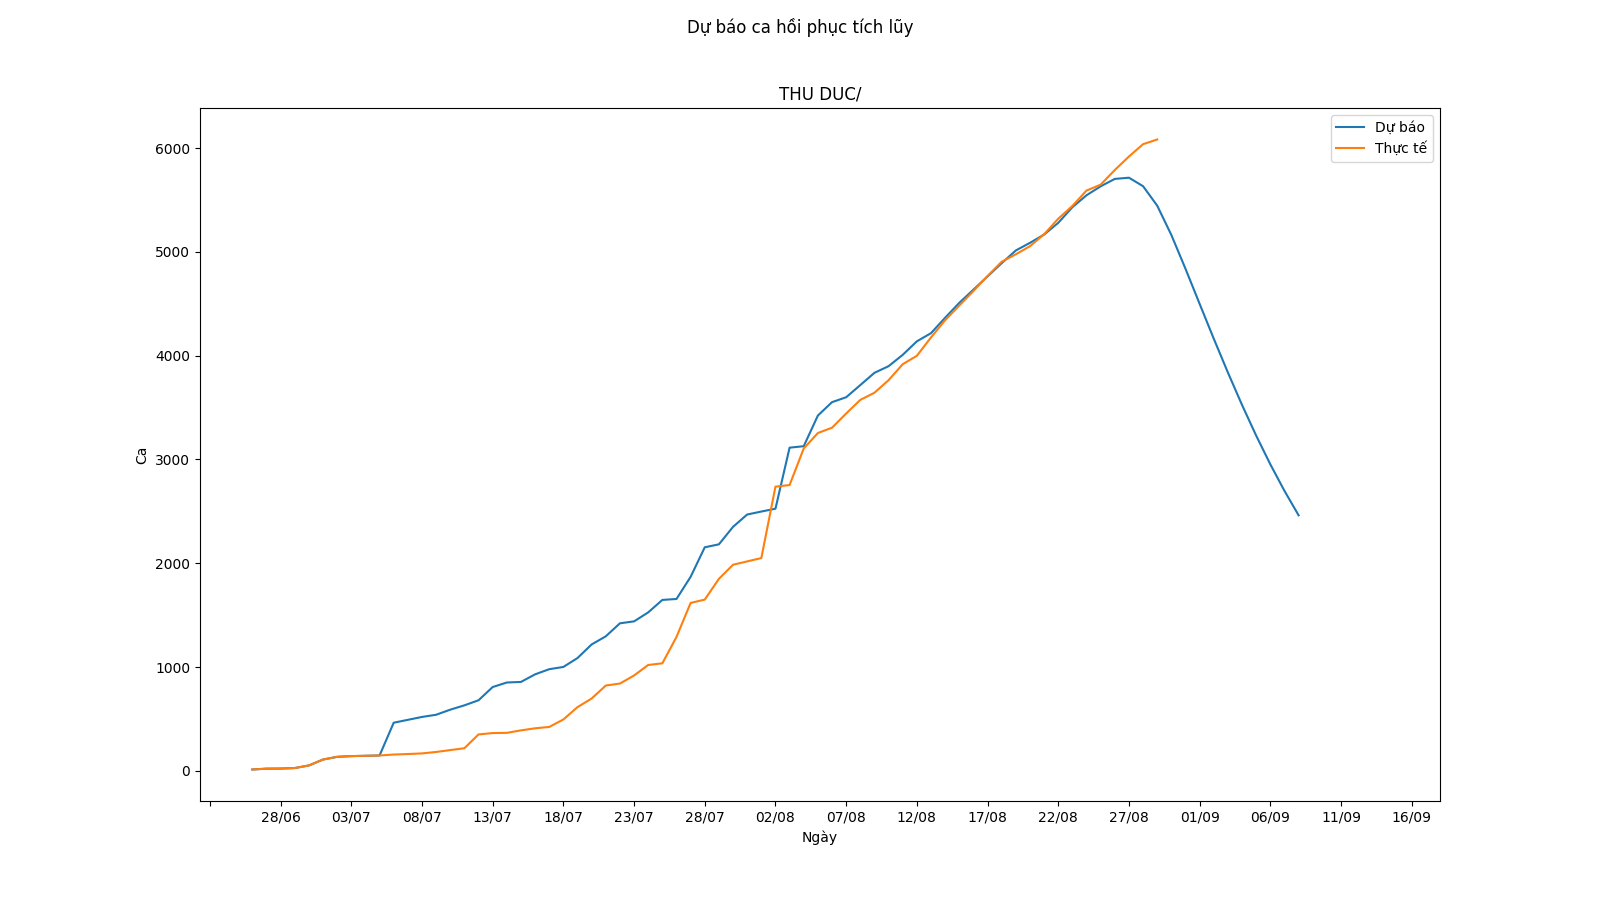 Dự báo ca hồi phục tích lũy
THU DUC/
Dự báo
Thực tế
6000
5000
4000
3000
2000
1000
0
Ca
28/06 03/07 08/07 13/07 18/07 23/07 28/07 02/08 07/08 12/08 17/08 22/08 27/08 01/09 06/09 11/09 16/09
Ngày